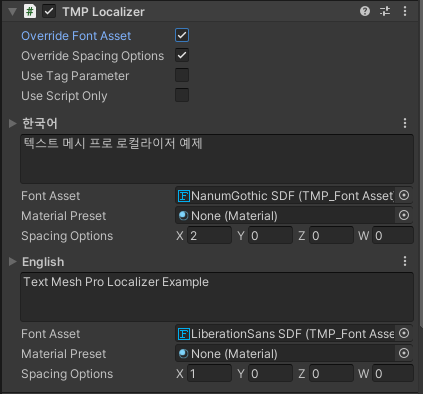 TMP Localizer
Override Font Asset
Override Spacing Options
Use Tag Parameter
Use Script Only
한국어
텍스트 메시 프로 로컬라이저 예제
Font Asset NanumGothic SDF (TMP_Font Asset)
Material Preset None (Material)
Spacing Options X 2 Y 0 Z 0 W 0
English
Text Mesh Pro Localizer Example
Font Asset LiberationSans SDF (TMP_Font Asse
Material Preset None (Material)
Spacing Options X 1 Y 0 Z 0 W 0